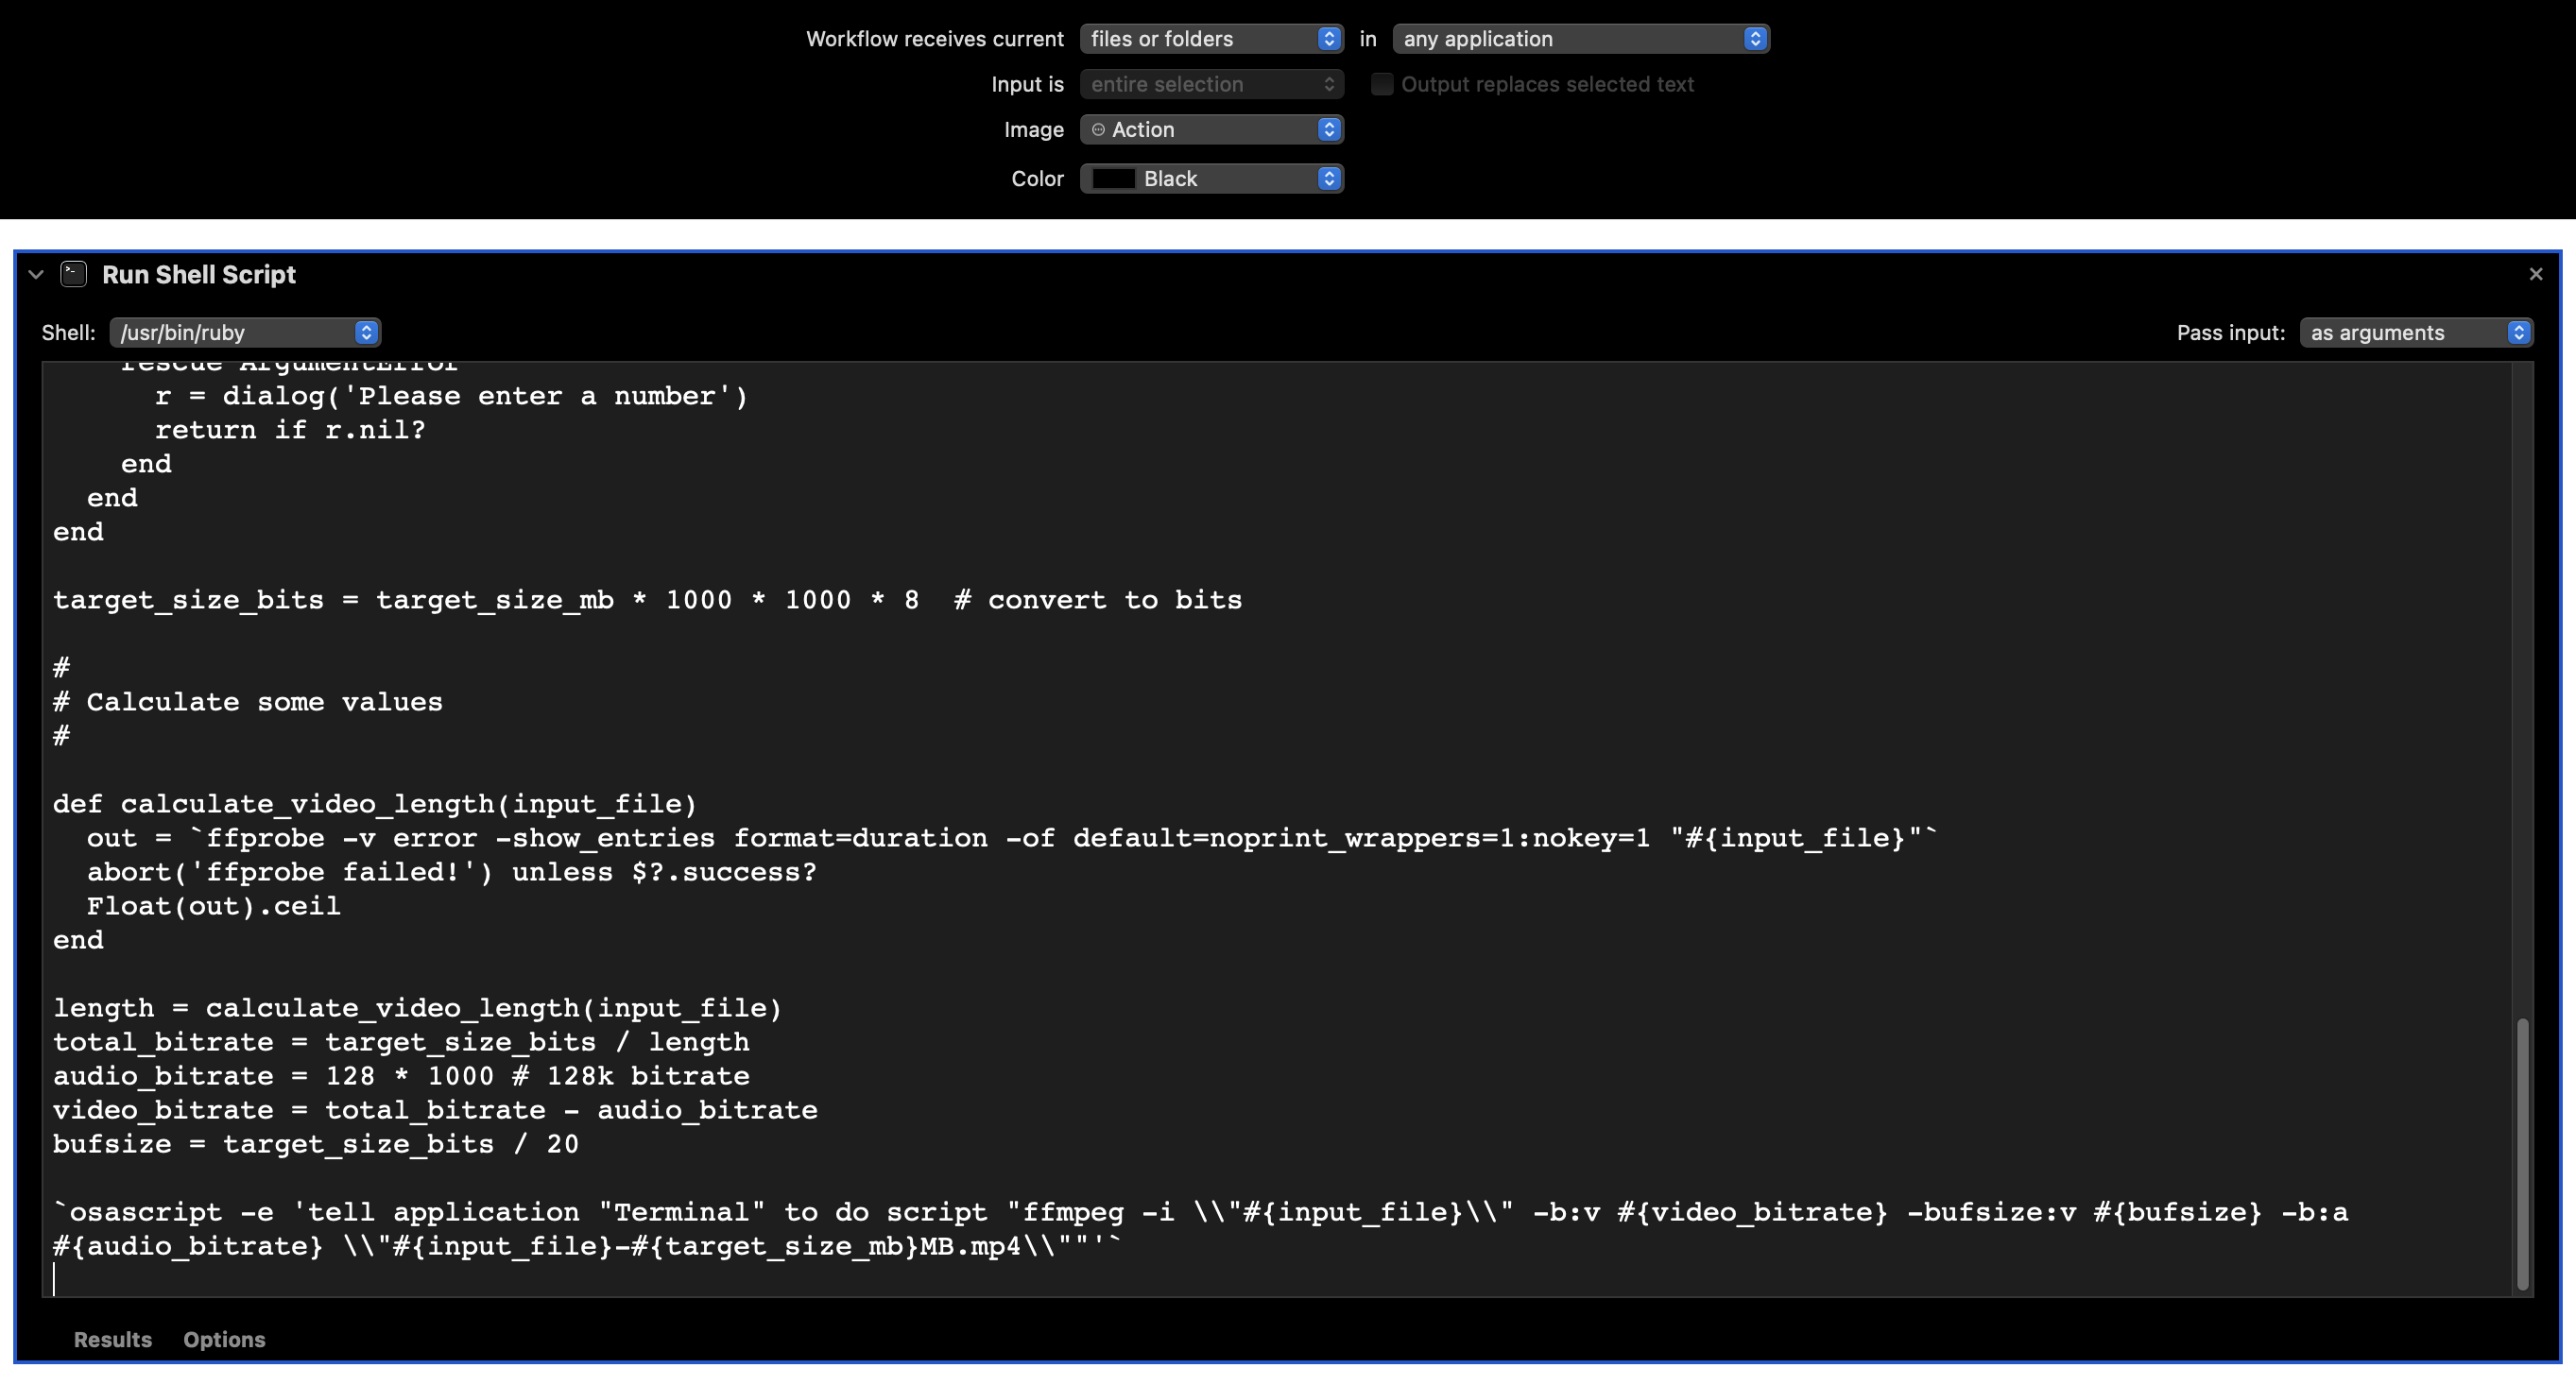 Workflow receives current files or folders in any application
Input is entire selection Output replaces selected text
Image Action
Color Black
Run Shell Script
Shell: /usr/bin/ruby Pass input: as arguments
    rescue ArgumentError
      r = dialog('Please enter a number')
      return if r.nil?
    end
  end
end
target_size_bits = target_size_mb * 1000 * 1000 * 8  # convert to bits
#
# Calculate some values
#
def calculate_video_length(input_file)
  out = `ffprobe -v error -show_entries format=duration -of default=noprint_wrappers=1:nokey=1 "#{input_file}"`
  abort('ffprobe failed!') unless $?.success?
  Float(out).ceil
end
length = calculate_video_length(input_file)
total_bitrate = target_size_bits / length
audio_bitrate = 128 * 1000 # 128k bitrate
video_bitrate = total_bitrate - audio_bitrate
bufsize = target_size_bits / 20
`osascript -e 'tell application "Terminal" to do script "ffmpeg -i \\"#{input_file}\\" -b:v #{video_bitrate} -bufsize:v #{bufsize} -b:a
#{audio_bitrate} \\"#{input_file}-#{target_size_mb}MB.mp4\\""'`
Results Options